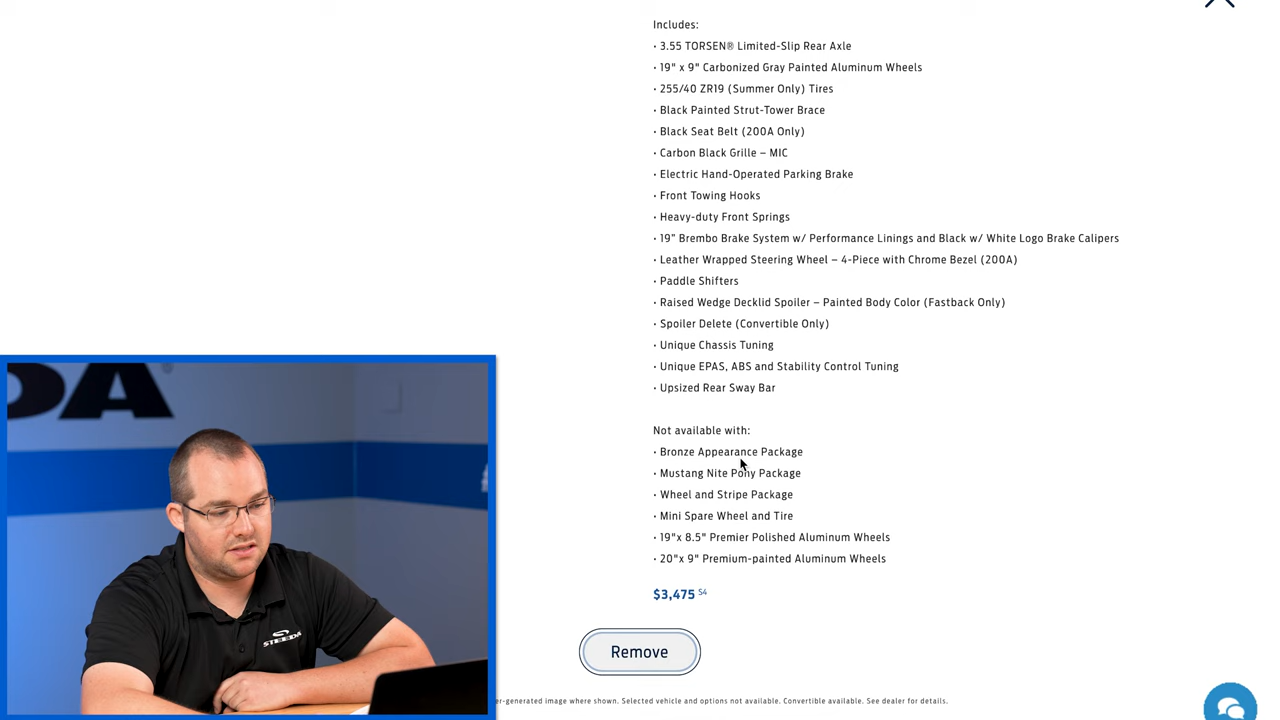 Includes:
· 3.55 TORSEN® Limited-Slip Rear Axle
· 19" x 9" Carbonized Gray Painted Aluminum Wheels
· 255/40 ZR19 (Summer Only) Tires
· Black Painted Strut-Tower Brace
· Black Seat Belt (200A Only)
· Carbon Black Grille – MIC
· Electric Hand-Operated Parking Brake
· Front Towing Hooks
· Heavy-duty Front Springs
· 19" Brembo Brake System w/ Performance Linings and Black w/ White Logo Brake Calipers
· Leather Wrapped Steering Wheel – 4-Piece with Chrome Bezel (200A)
· Paddle Shifters
· Raised Wedge Decklid Spoiler – Painted Body Color (Fastback Only)
· Spoiler Delete (Convertible Only)
· Unique Chassis Tuning
· Unique EPAS, ABS and Stability Control Tuning
· Upsized Rear Sway Bar
Not available with:
· Bronze Appearance Package
· Mustang Nite Pony Package
· Wheel and Stripe Package
· Mini Spare Wheel and Tire
· 19"x 8.5" Premier Polished Aluminum Wheels
· 20"x 9" Premium-painted Aluminum Wheels
$3,475 S4
Remove
er-generated image where shown. Selected vehicle and options not available. Convertible available. See dealer for details.
DA
STEEDA